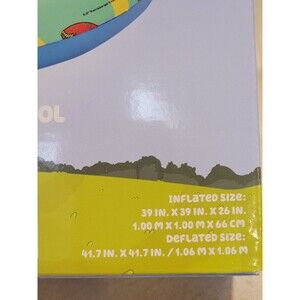 OL
INFLATED SIZE:
39 IN. X 39 IN. X 26 IN.
1.00 M X 1.00 M X 66 CM
DEFLATED SIZE:
41.7 IN. X 41.7 IN. / 1.06 M X 1.06 M